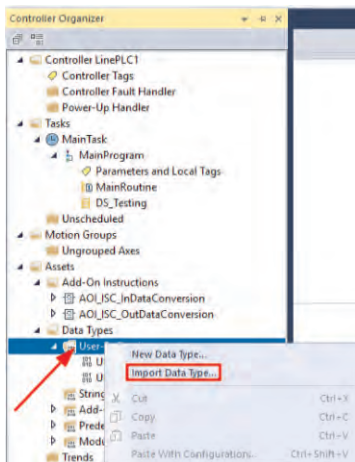 Controller Organizer
Controller LinePLC1
Controller Tags
Controller Fault Handler
Power-Up Handler
Tasks
MainTask
MainProgram
Parameters and Local Tags
MainRoutine
DS_Testing
Unscheduled
Motion Groups
Ungrouped Axes
Assets
Add-On Instructions
AOI_ISC_InDataConversion
AOI_ISC_OutDataConversion
Data Types
User-
New Data Type...
U
Import Data Type...
U
String
Cut Ctrl+X
Add-
Copy Ctrl+C
Prede
Paste Ctrl+V
Modu
Paste With Configuration... Ctrl+Shift+V
Trends